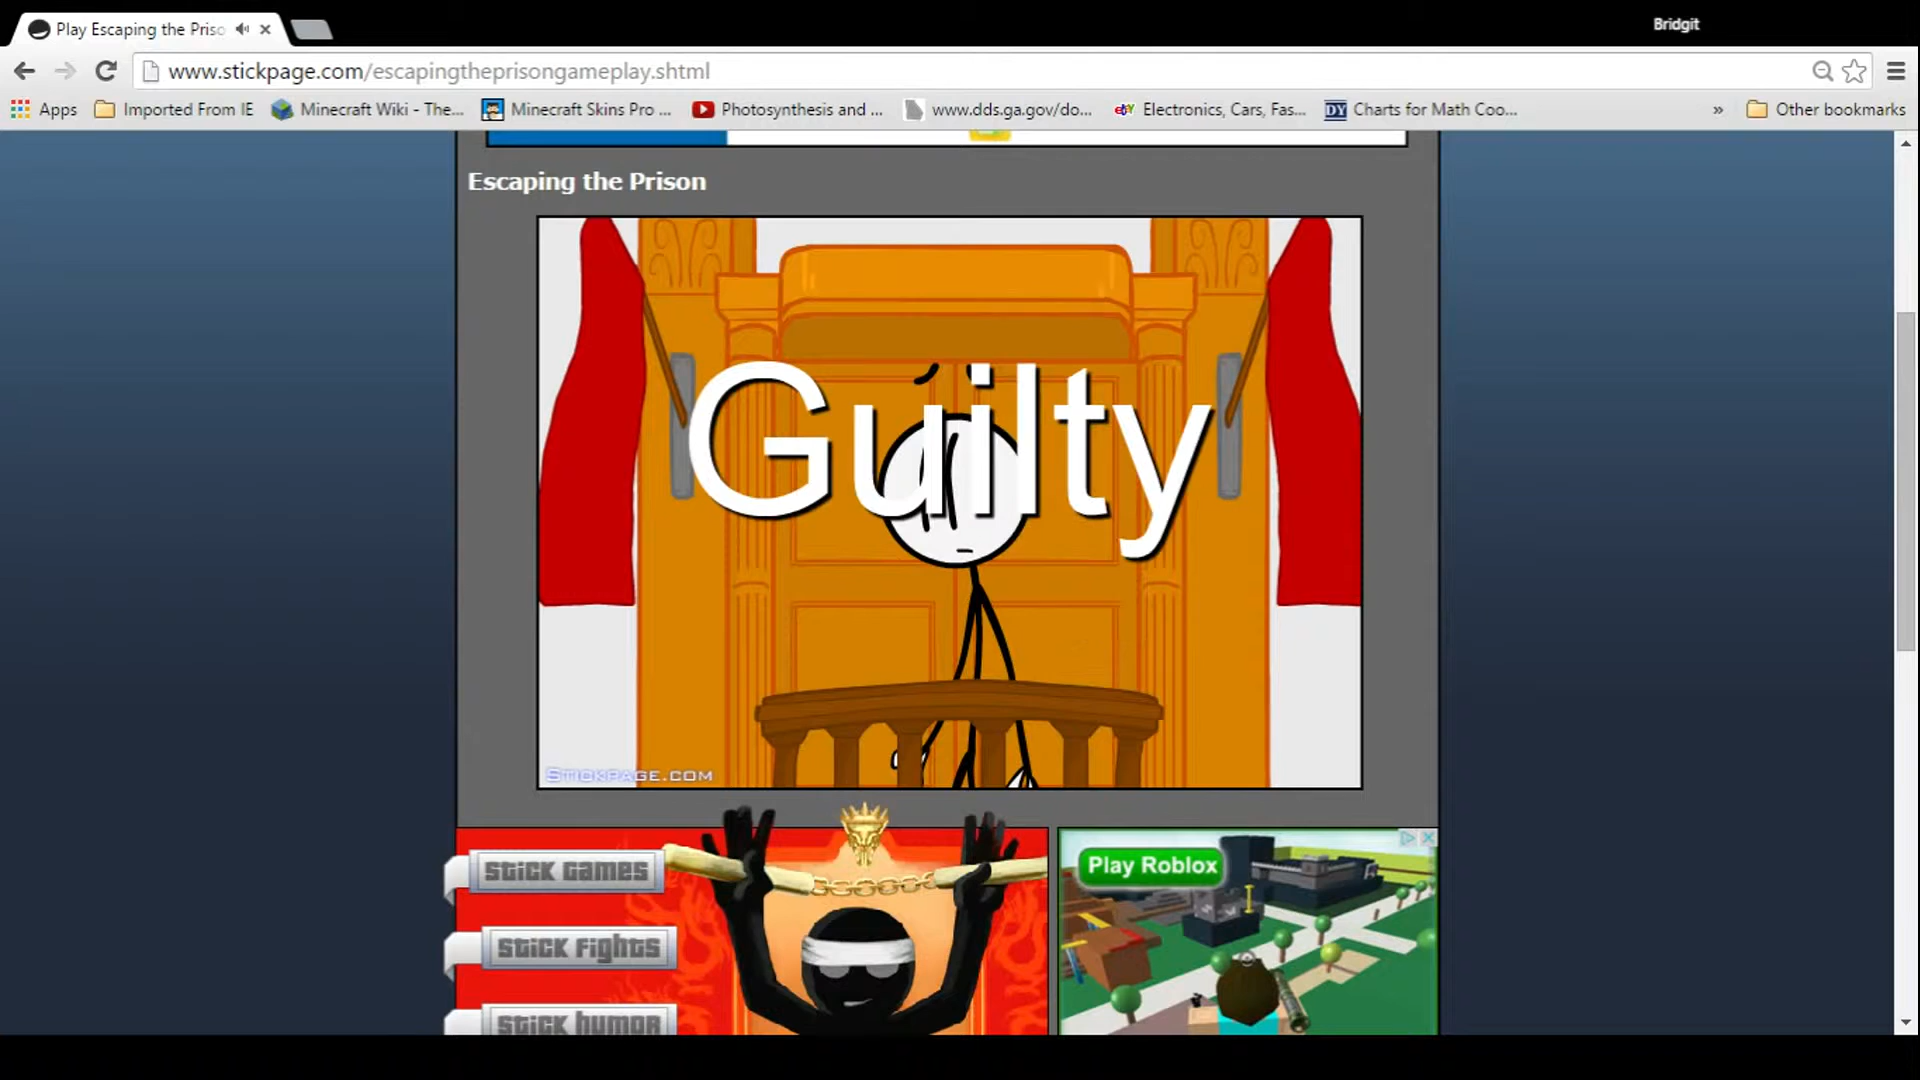 Play Escaping the Priso
Bridgit
www.stickpage.com/escapingtheprisongameplay.shtml
Apps
Imported From IE
Minecraft Wiki - The...
Minecraft Skins Pro ...
Photosynthesis and ...
www.dds.ga.gov/do...
ebay
Electronics, Cars, Fas...
DY
Charts for Math Coo...
»
Other bookmarks
Escaping the Prison
Guilty
STICKPAGE.COM
STICK GAMES
Play Roblox
STICK FIGHTS
STICK HUMOR